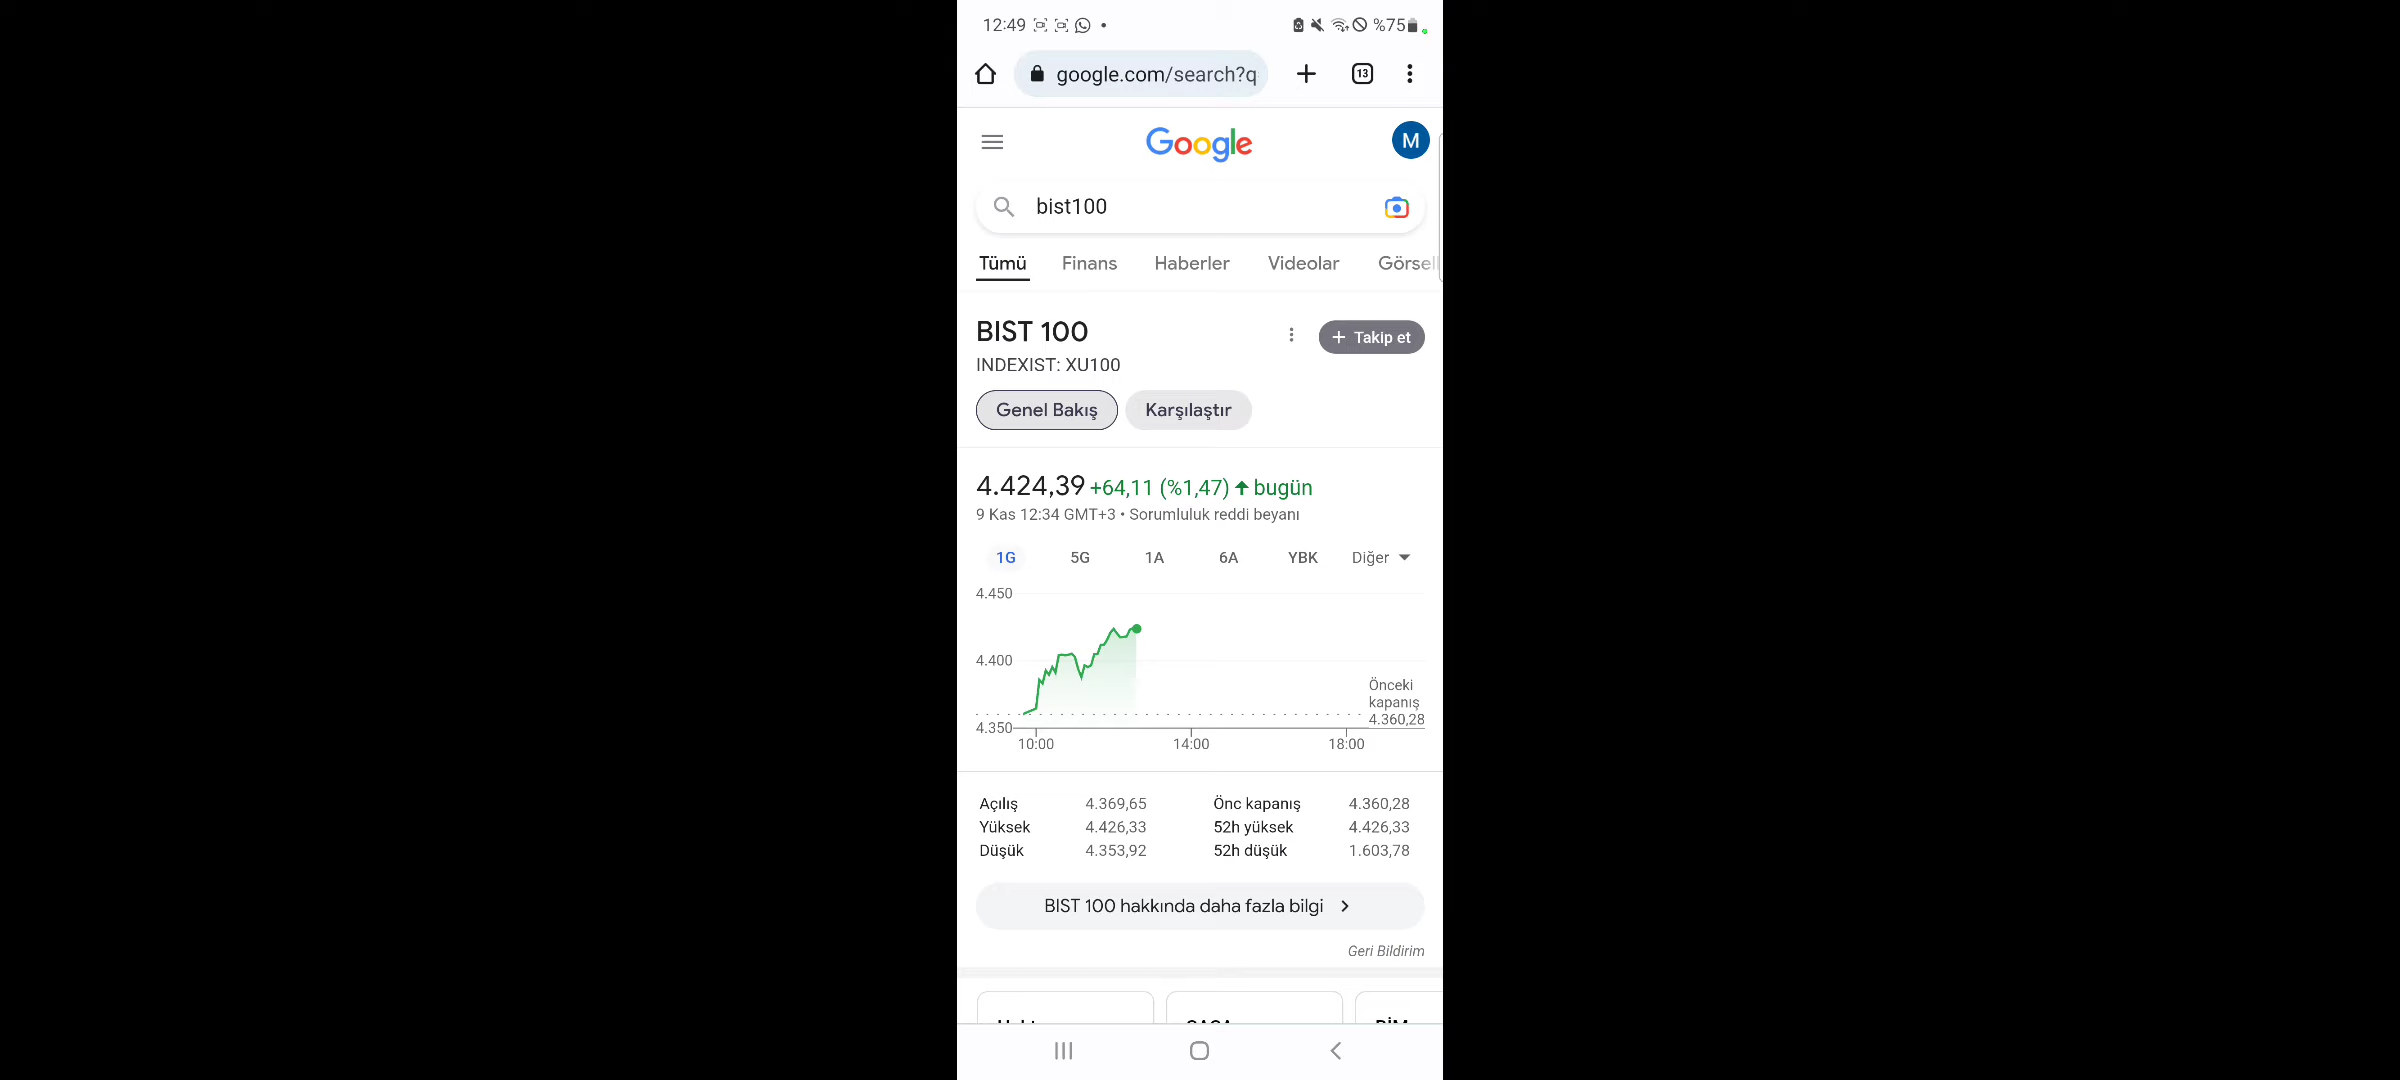 12:49 %75
google.com/search?q
13
Google
M
bist100
Tümü Finans Haberler Videolar Görsell
BIST 100
+ Takip et
INDEXIST: XU100
Genel Bakış Karşılaştır
4.424,39 +64,11 (%1,47) bugün
9 Kas 12:34 GMT+3 • Sorumluluk reddi beyanı
1G 5G 1A 6A YBK Diğer
4.450
4.400
Önceki
kapanış
4.360,28
4.350
10:00 14:00 18:00
Açılış 4.369,65 Önc kapanış 4.360,28
Yüksek 4.426,33 52h yüksek 4.426,33
Düşük 4.353,92 52h düşük 1.603,78
BIST 100 hakkında daha fazla bilgi
Geri Bildirim
BİM